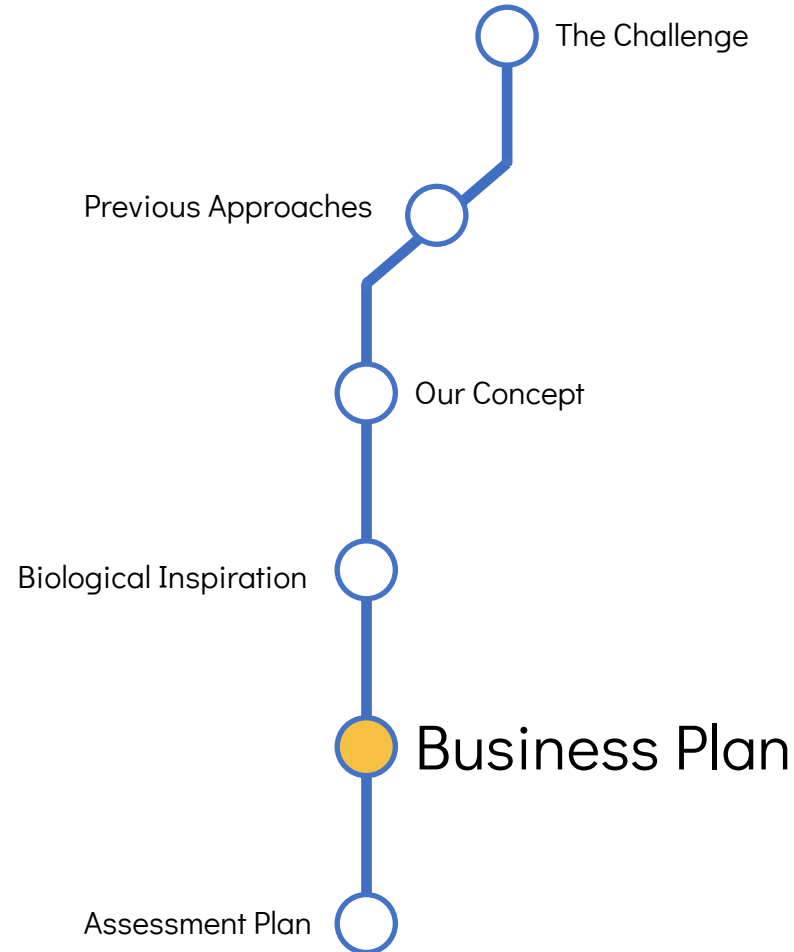 The Challenge
Previous Approaches
Our Concept
Biological Inspiration
Business Plan
Assessment Plan